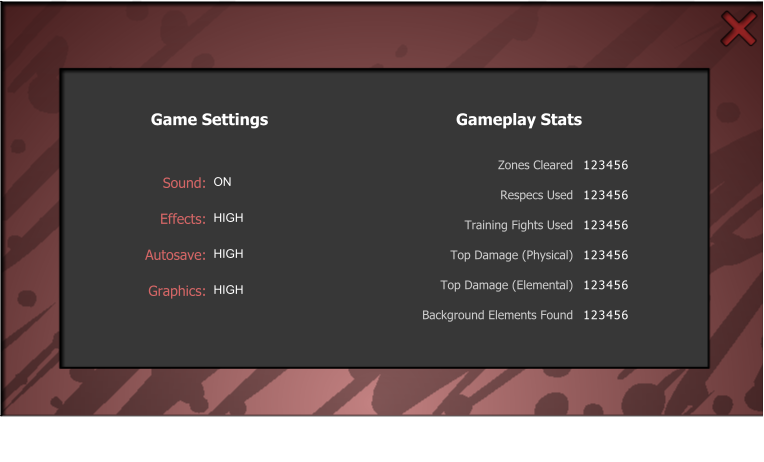 Game Settings
Sound: ON
Effects: HIGH
Autosave: HIGH
Graphics: HIGH
Gameplay Stats
Zones Cleared 123456
Respecs Used 123456
Training Fights Used 123456
Top Damage (Physical) 123456
Top Damage (Elemental) 123456
Background Elements Found 123456